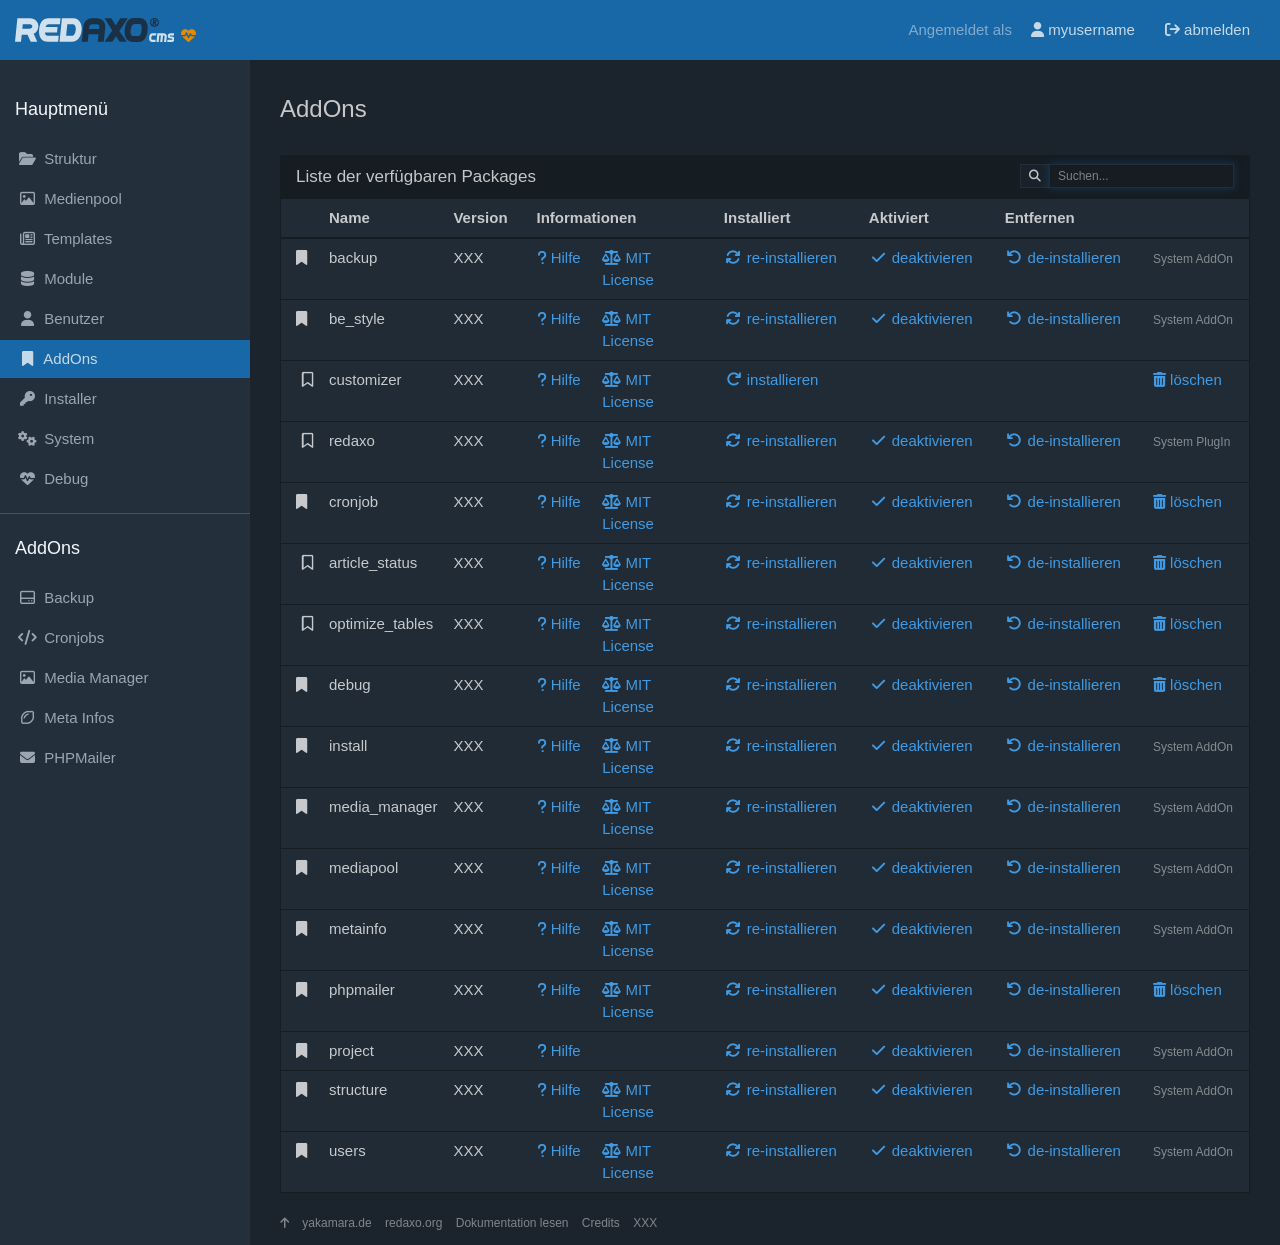 REDAXO® cms
Angemeldet als myusername abmelden
Hauptmenü
Struktur
Medienpool
Templates
Module
Benutzer
AddOns
Installer
System
Debug
AddOns
Backup
Cronjobs
Media Manager
Meta Infos
PHPMailer
AddOns
Liste der verfügbaren Packages Suchen...
Name Version Informationen Installiert Aktiviert Entfernen
backup XXX ? Hilfe MIT re-installieren deaktivieren de-installieren System AddOn
License
be_style XXX ? Hilfe MIT re-installieren deaktivieren de-installieren System AddOn
License
customizer XXX ? Hilfe MIT installieren löschen
License
redaxo XXX ? Hilfe MIT re-installieren deaktivieren de-installieren System PlugIn
License
cronjob XXX ? Hilfe MIT re-installieren deaktivieren de-installieren löschen
License
article_status XXX ? Hilfe MIT re-installieren deaktivieren de-installieren löschen
License
optimize_tables XXX ? Hilfe MIT re-installieren deaktivieren de-installieren löschen
License
debug XXX ? Hilfe MIT re-installieren deaktivieren de-installieren löschen
License
install XXX ? Hilfe MIT re-installieren deaktivieren de-installieren System AddOn
License
media_manager XXX ? Hilfe MIT re-installieren deaktivieren de-installieren System AddOn
License
mediapool XXX ? Hilfe MIT re-installieren deaktivieren de-installieren System AddOn
License
metainfo XXX ? Hilfe MIT re-installieren deaktivieren de-installieren System AddOn
License
phpmailer XXX ? Hilfe MIT re-installieren deaktivieren de-installieren löschen
License
project XXX ? Hilfe re-installieren deaktivieren de-installieren System AddOn
structure XXX ? Hilfe MIT re-installieren deaktivieren de-installieren System AddOn
License
users XXX ? Hilfe MIT re-installieren deaktivieren de-installieren System AddOn
License
yakamara.de redaxo.org Dokumentation lesen Credits XXX